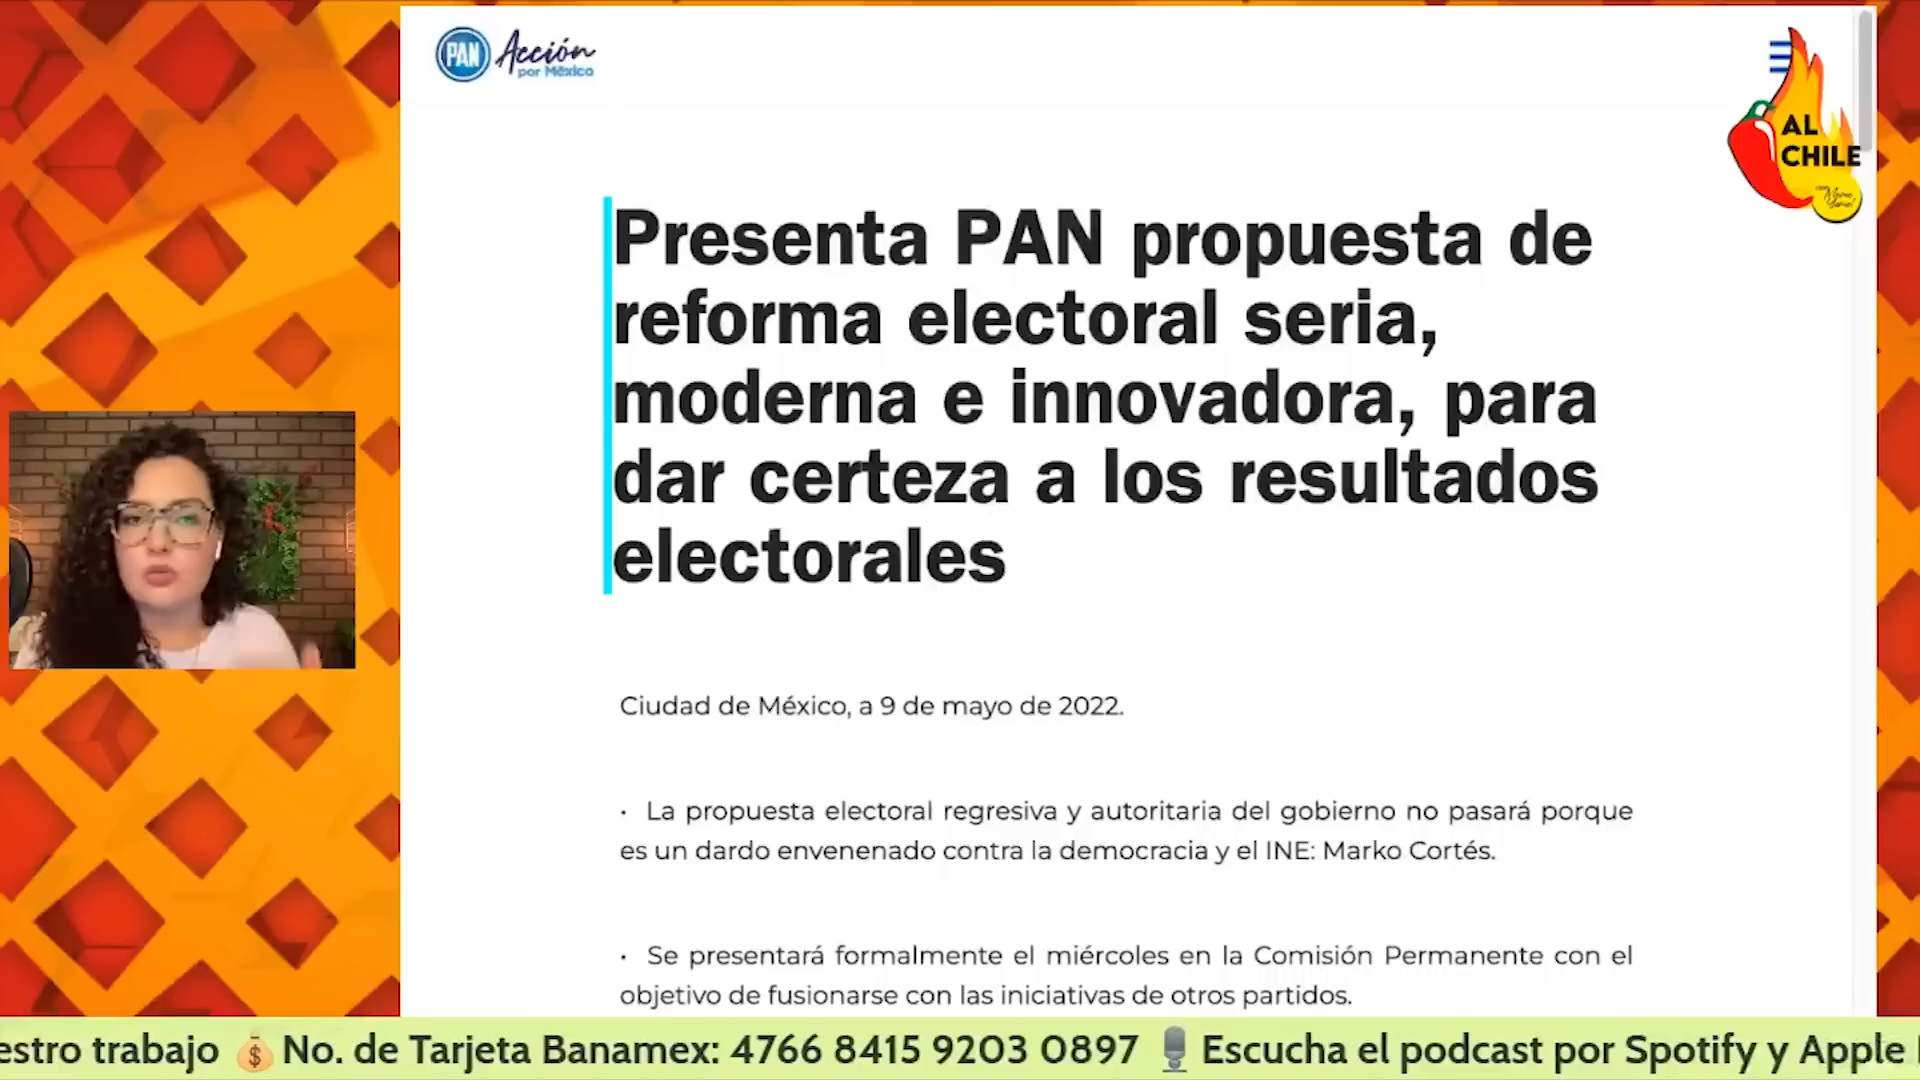 PAN Acción
por México
AL
CHILE
con
Presenta PAN propuesta de
reforma electoral seria,
moderna e innovadora, para
dar certeza a los resultados
electorales
Ciudad de México, a 9 de mayo de 2022.
· La propuesta electoral regresiva y autoritaria del gobierno no pasará porque
es un dardo envenenado contra la democracia y el INE: Marko Cortés.
· Se presentará formalmente el miércoles en la Comisión Permanente con el
objetivo de fusionarse con las iniciativas de otros partidos.
estro trabajo 💰 No. de Tarjeta Banamex: 4766 8415 9203 0897 🎙️ Escucha el podcast por Spotify y Apple